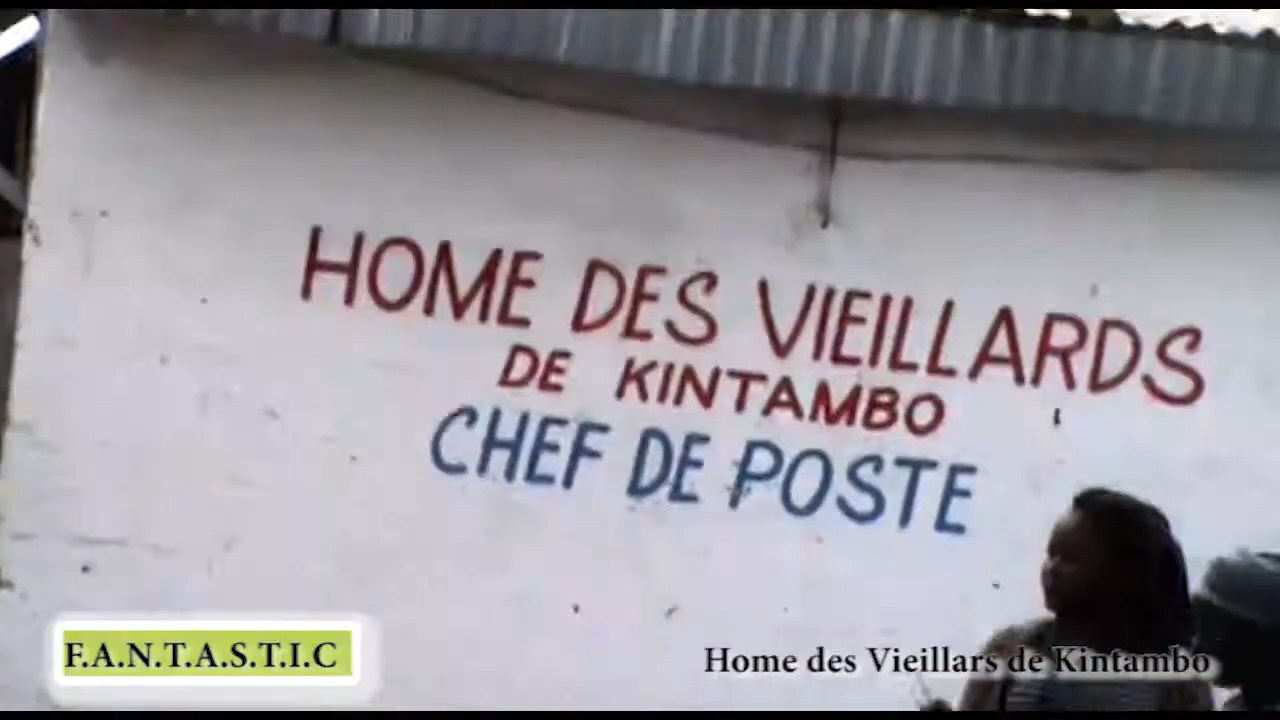 HOME DES VIEILLARDS
DE KINTAMBO
CHEF DE POSTE
F.A.N.T.A.S.T.I.C
Home des Vieillars de Kintambo